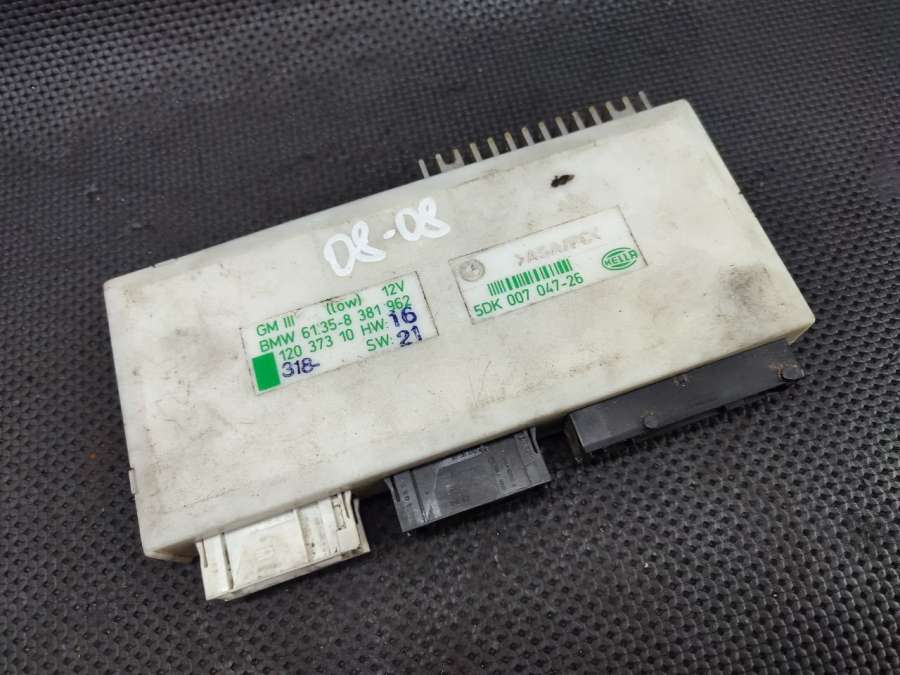 08-08
GM III (low) 12V
BMW 61.35-8 381 962
120 373 10 HW: 16
318- SW: 21
5DK 007 047-26
HELLA